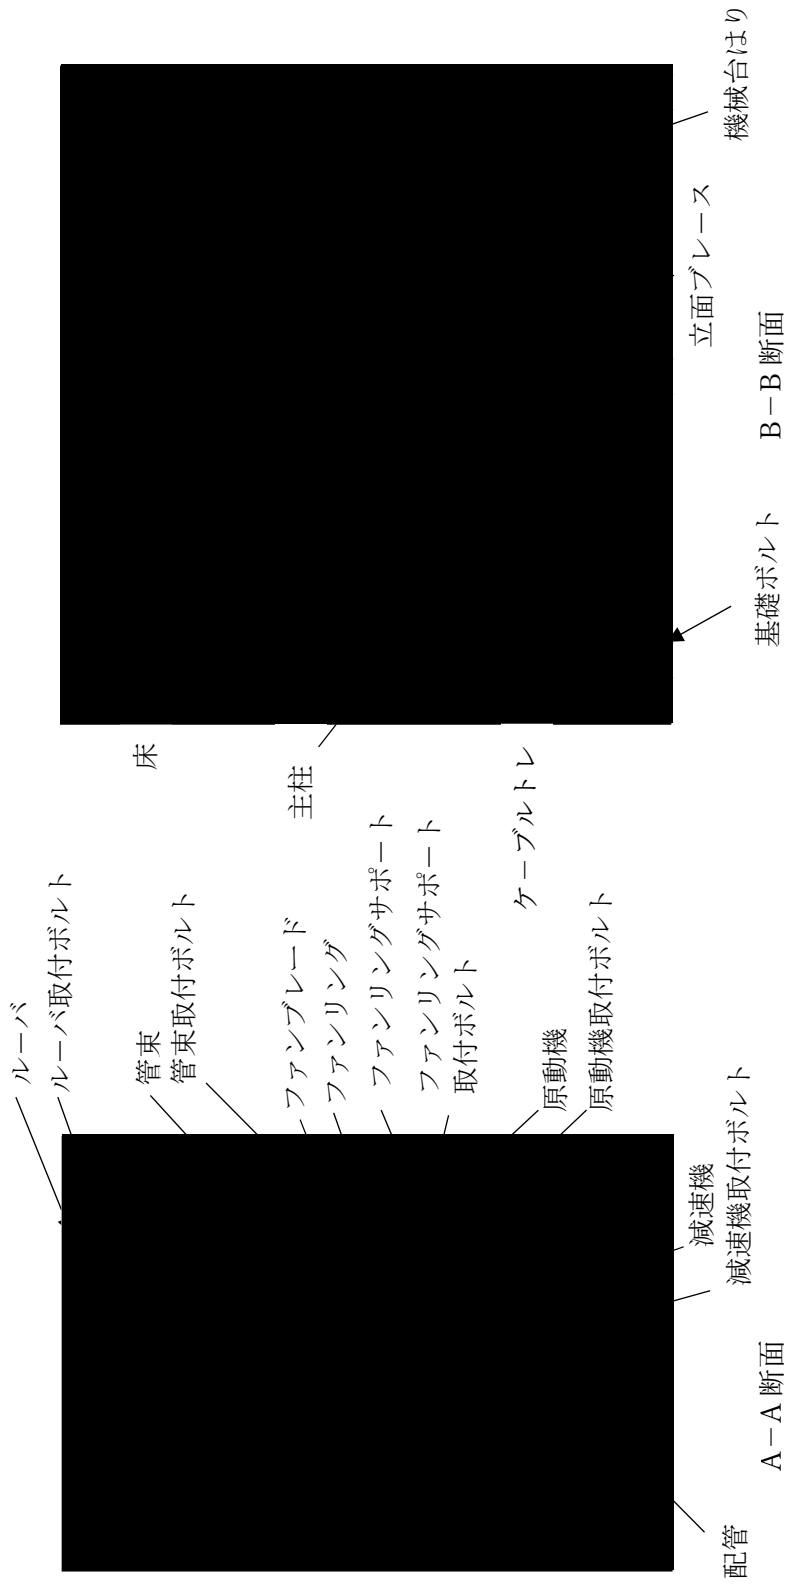 ルーバ
ルーバ取付ボルト
管束
管束取付ボルト
ファンブレード
ファンリング
ファンリングサポート
ファンリングサポート
取付ボルト
原動機
原動機取付ボルト
減速機
減速機取付ボルト
配管
A－A 断面
床
主柱
ケーブルトレ
基礎ボルト
立面ブレース
機械台はり
B－B 断面